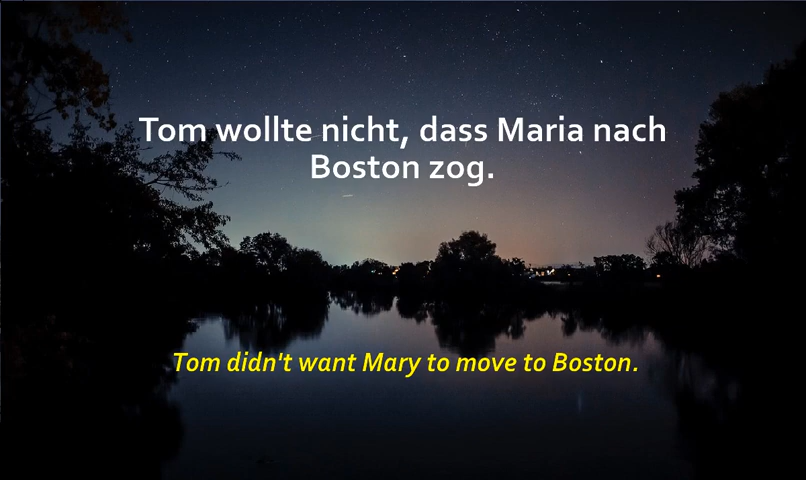 Tom wollte nicht, dass Maria nach
Boston zog.
Tom didn't want Mary to move to Boston.